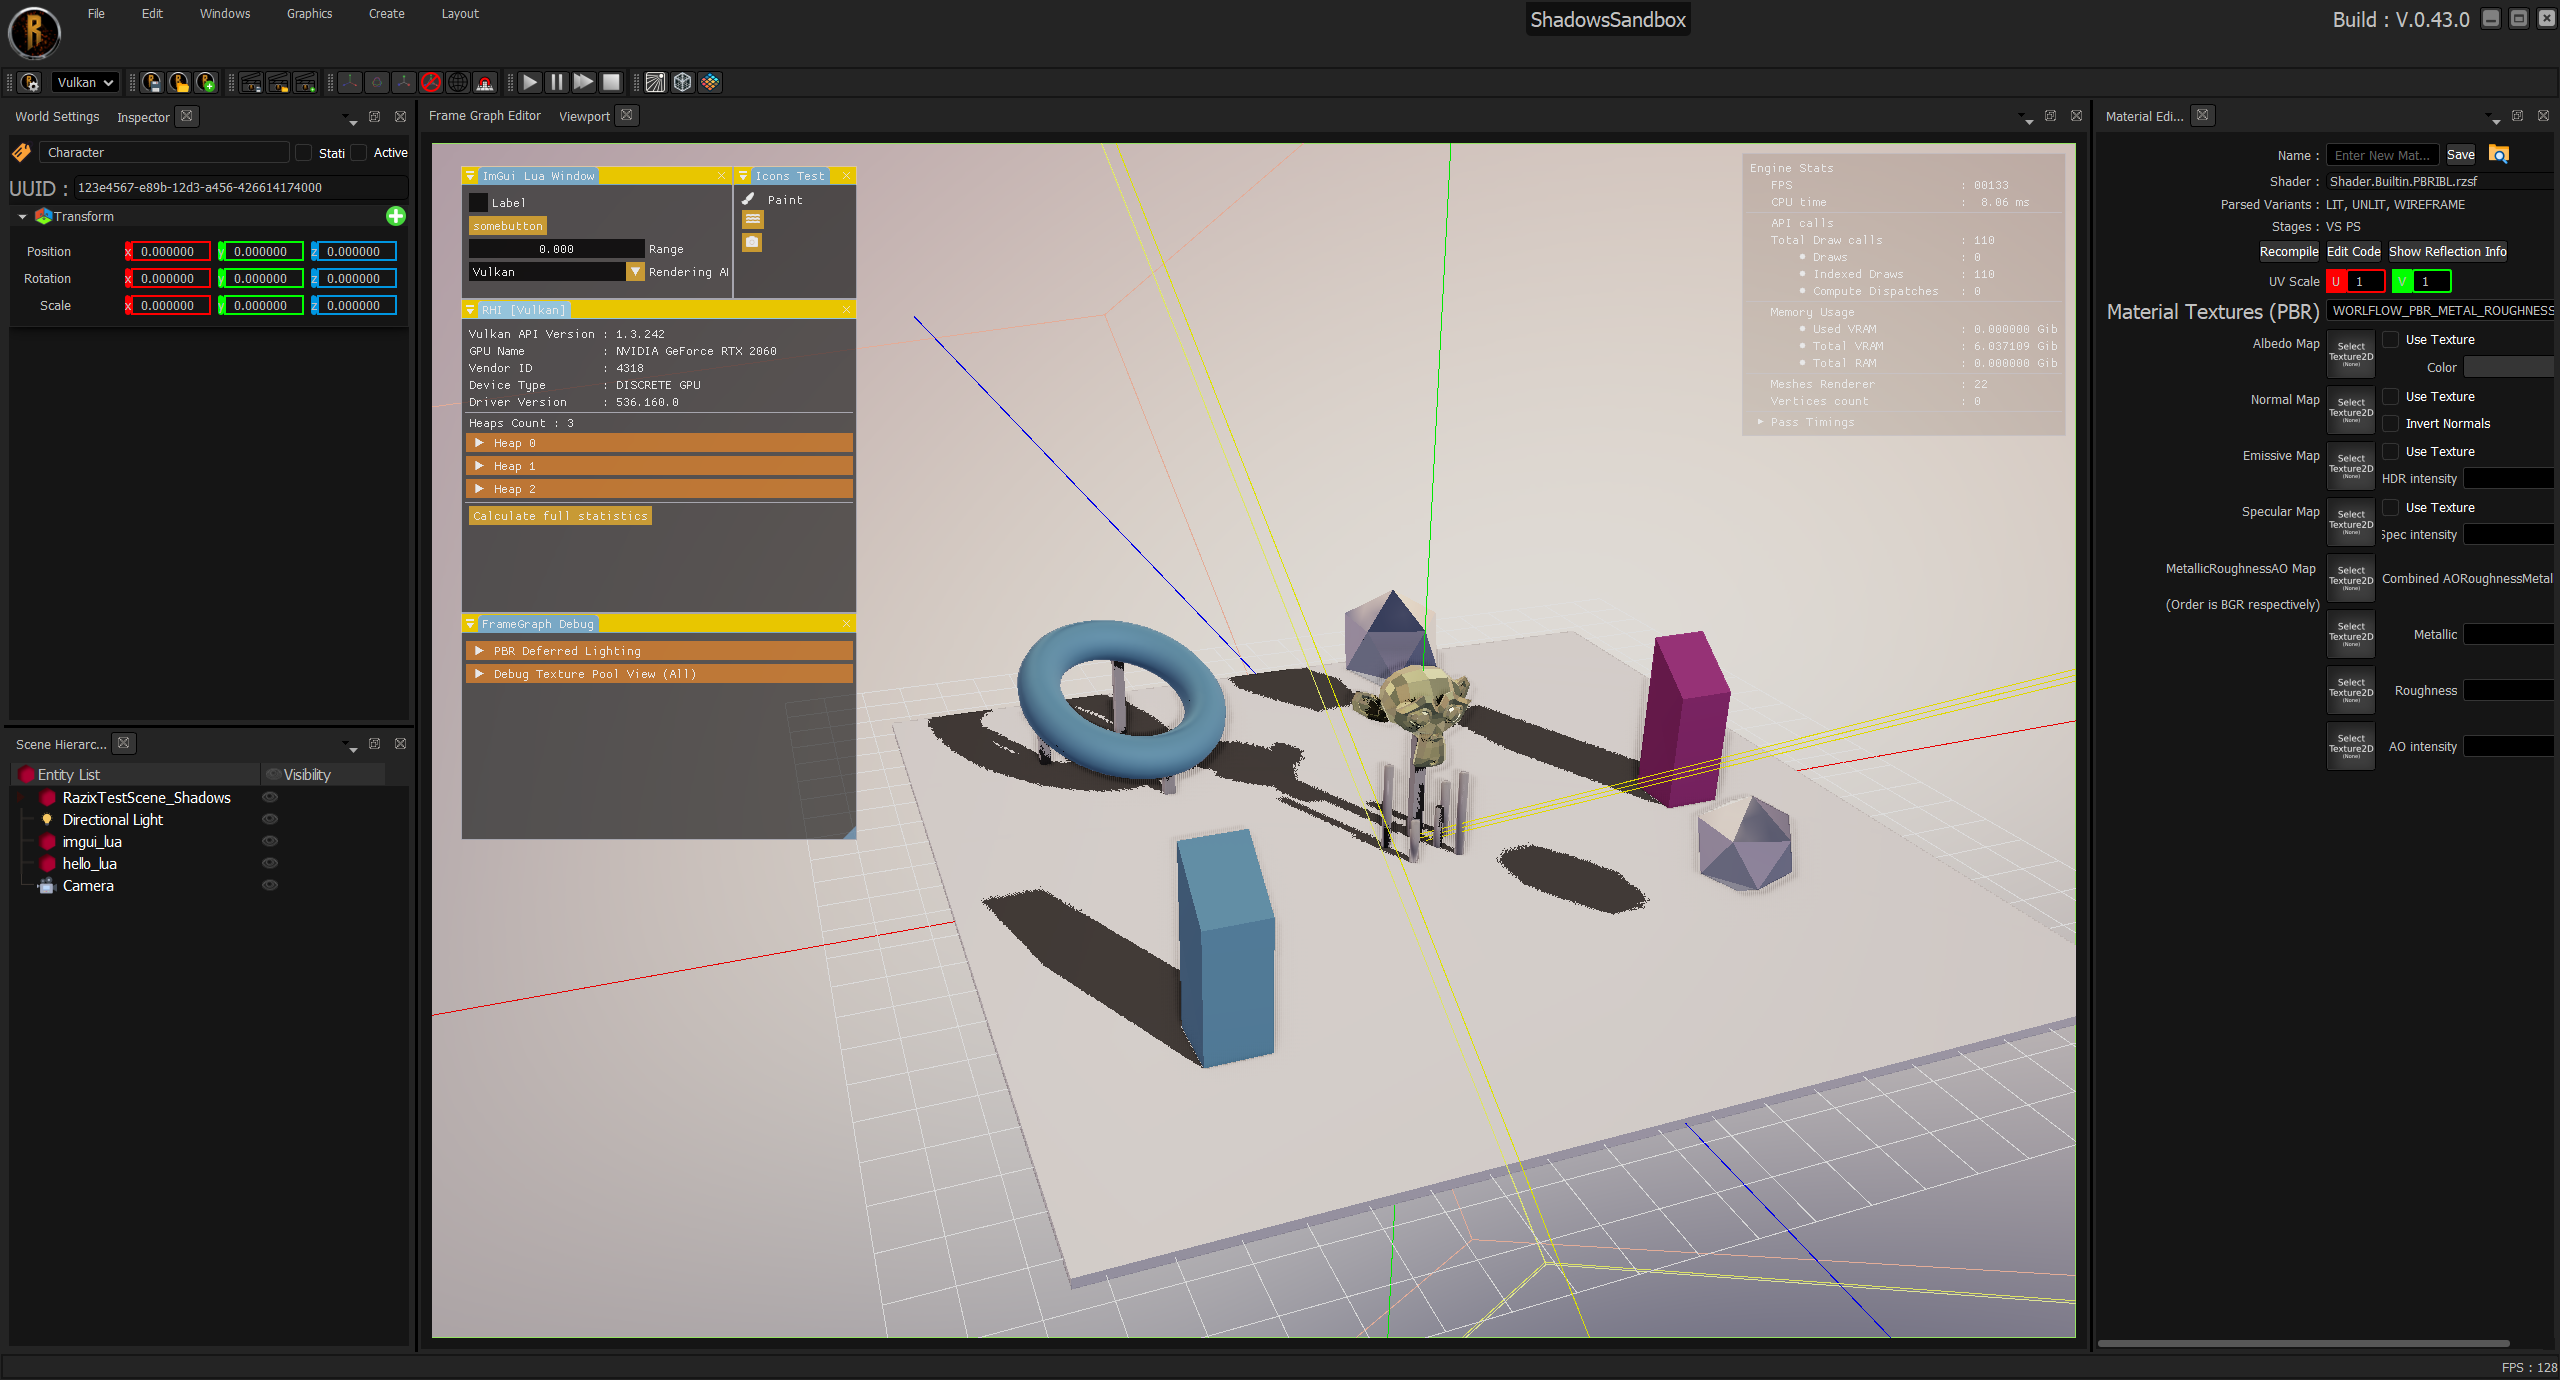 File Edit Windows Graphics Create Layout
ShadowsSandbox
Build : V.0.43.0
Vulkan
World Settings Inspector
Character Stati Active
UUID : 123e4567-e89b-12d3-a456-426614174000
Transform
Position x 0.000000 y 0.000000 z 0.000000
Rotation x 0.000000 y 0.000000 z 0.000000
Scale x 0.000000 y 0.000000 z 0.000000
Scene Hierarc...
Entity List Visibility
RazixTestScene_Shadows
Directional Light
imgui_lua
hello_lua
Camera
Frame Graph Editor Viewport
ImGui Lua Window
Label
somebutton
0.000 Range
Vulkan Rendering A
Icons Test
Paint
RHI [Vulkan]
Vulkan API Version : 1.3.242
GPU Name : NVIDIA GeForce RTX 2060
Vendor ID : 4318
Device Type : DISCRETE GPU
Driver Version : 536.160.0
Heaps Count : 3
Heap 0
Heap 1
Heap 2
Calculate full statistics
FrameGraph Debug
PBR Deferred Lighting
Debug Texture Pool View (All)
Engine Stats
FPS : 00133
CPU time : 8.06 ms
API calls
Total Draw calls : 110
Draws : 0
Indexed Draws : 110
Compute Dispatches : 0
Memory Usage
Used VRAM : 0.000000 Gib
Total VRAM : 6.037109 Gib
Total RAM : 0.000000 Gib
Meshes Renderer : 22
Vertices count : 0
Pass Timings
Material Edi...
Name : Enter New Mat... Save
Shader : Shader.Builtin.PBRIBL.rzsf
Parsed Variants : LIT, UNLIT, WIREFRAME
Stages : VS PS
Recompile Edit Code Show Reflection Info
UV Scale U 1 V 1
Material Textures (PBR) WORLFLOW_PBR_METAL_ROUGHNESS
Albedo Map Select Texture2D (None) Use Texture
Color
Normal Map Select Texture2D (None) Use Texture
Invert Normals
Emissive Map Select Texture2D (None) Use Texture
HDR intensity
Specular Map Select Texture2D (None) Use Texture
Spec intensity
MetallicRoughnessAO Map Select Texture2D (None) Combined AORoughnessMetal
(Order is BGR respectively)
Select Texture2D (None) Metallic
Select Texture2D (None) Roughness
Select Texture2D (None) AO intensity
FPS : 128